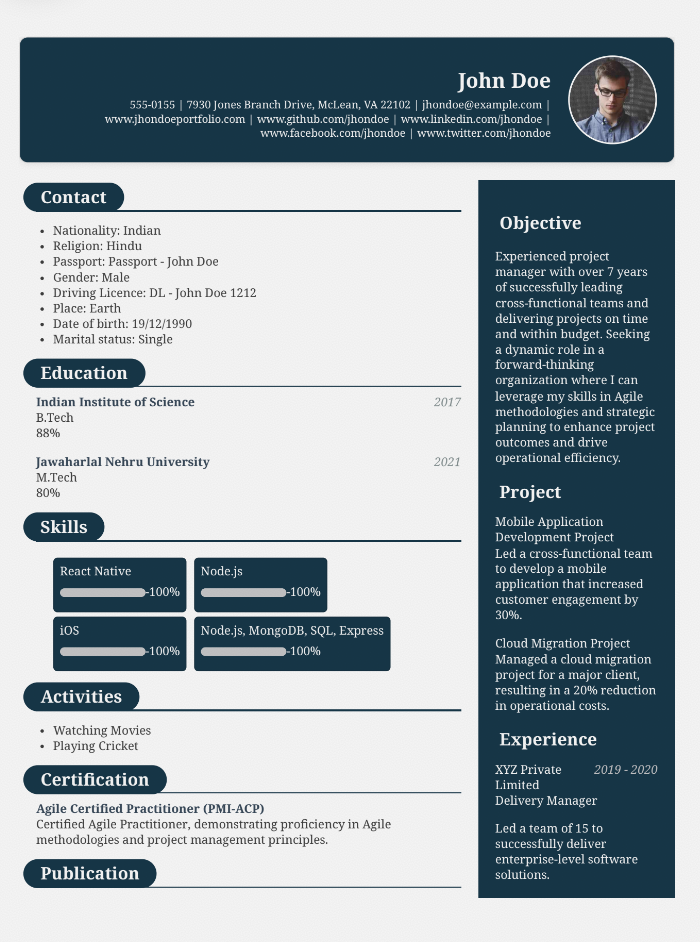 John Doe
555-0155 | 7930 Jones Branch Drive, McLean, VA 22102 | jhondoe@example.com |
www.jhondoeportfolio.com | www.github.com/jhondoe | www.linkedin.com/jhondoe |
www.facebook.com/jhondoe | www.twitter.com/jhondoe
Contact
• Nationality: Indian
• Religion: Hindu
• Passport: Passport - John Doe
• Gender: Male
• Driving Licence: DL - John Doe 1212
• Place: Earth
• Date of birth: 19/12/1990
• Marital status: Single
Education
Indian Institute of Science 2017
B.Tech
88%
Jawaharlal Nehru University 2021
M.Tech
80%
Skills
React Native
-100%
Node.js
-100%
iOS
-100%
Node.js, MongoDB, SQL, Express
-100%
Activities
• Watching Movies
• Playing Cricket
Certification
Agile Certified Practitioner (PMI-ACP)
Certified Agile Practitioner, demonstrating proficiency in Agile
methodologies and project management principles.
Publication
Objective
Experienced project
manager with over 7 years
of successfully leading
cross-functional teams and
delivering projects on time
and within budget. Seeking
a dynamic role in a
forward-thinking
organization where I can
leverage my skills in Agile
methodologies and strategic
planning to enhance project
outcomes and drive
operational efficiency.
Project
Mobile Application
Development Project
Led a cross-functional team
to develop a mobile
application that increased
customer engagement by
30%.
Cloud Migration Project
Managed a cloud migration
project for a major client,
resulting in a 20% reduction
in operational costs.
Experience
XYZ Private 2019 - 2020
Limited
Delivery Manager
Led a team of 15 to
successfully deliver
enterprise-level software
solutions.